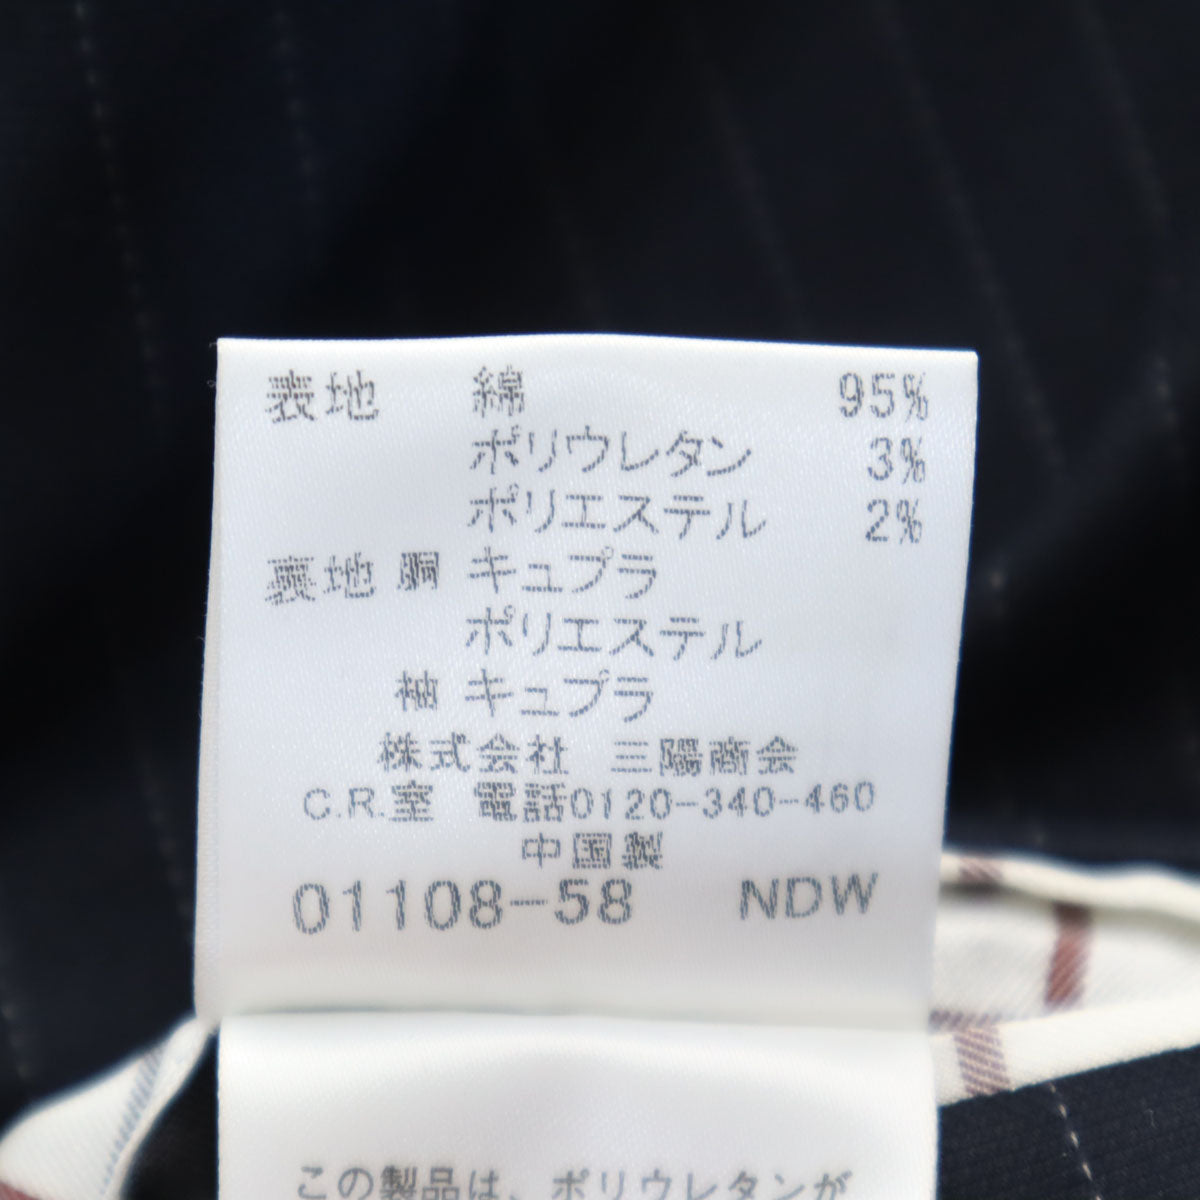 表地 綿 95%
ポリウレタン 3%
ポリエステル 2%
裏地 胴 キュプラ
ポリエステル
袖 キュプラ
株式会社 三陽商会
C.R.室 電話0120-340-460
中国製
01108-58 NDW
この製品は、ポリウレタンが